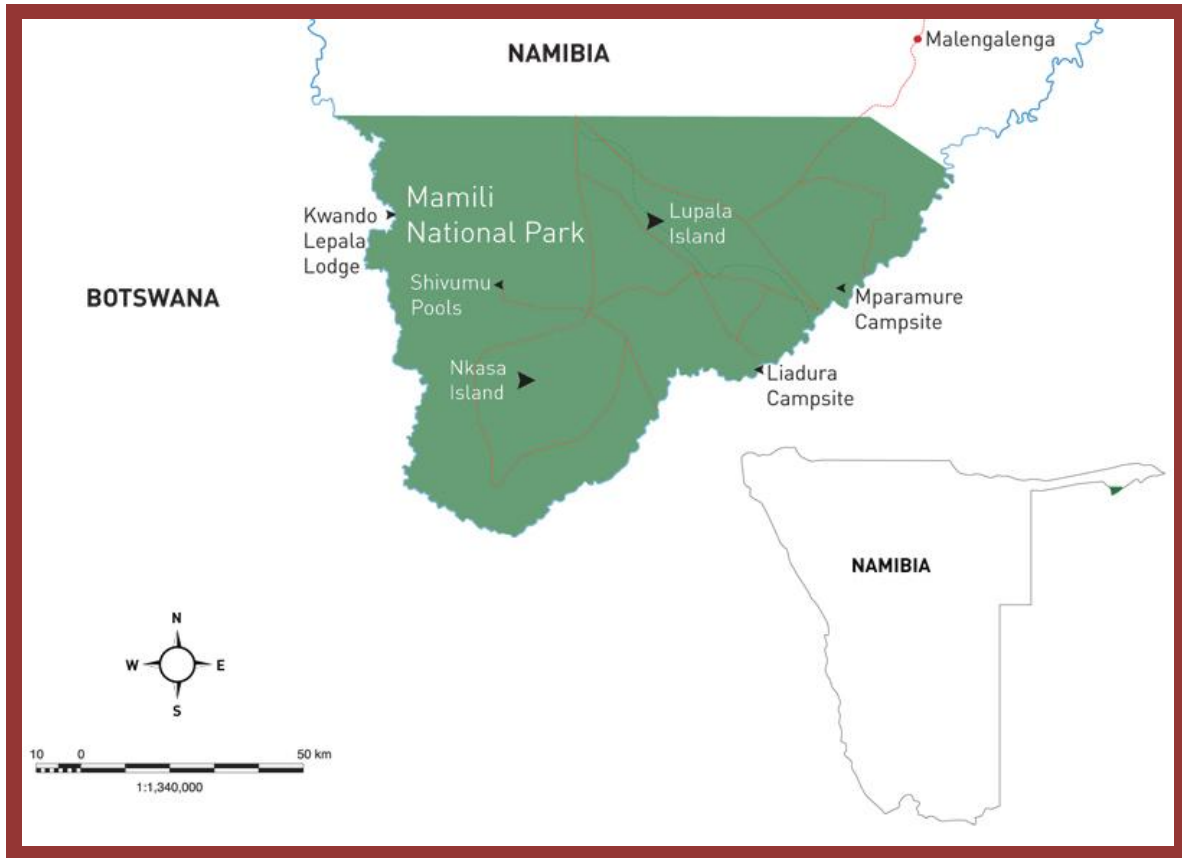 NAMIBIA
Malengalenga
Mamili
National Park
Kwando
Lepala
Lodge
Lupala
Island
BOTSWANA
Shivumu
Pools
Mparamure
Campsite
Nkasa
Island
Liadura
Campsite
NAMIBIA
N
W E
S
10 0 50 km
1:1,340,000